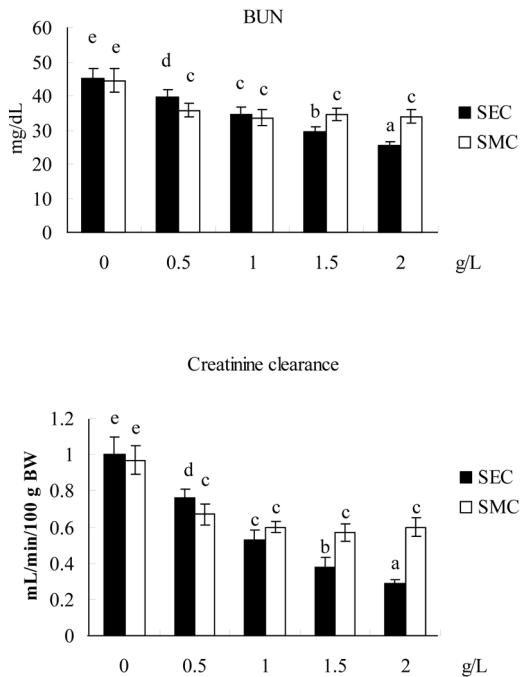 BUN
60
50
40
30
20
10
0
mg/dL
e e d c c c b c a c
SEC
SMC
0 0.5 1 1.5 2 g/L
Creatinine clearance
1.2
1
0.8
0.6
0.4
0.2
0
mL/min/100 g BW
e e d c c c b c a c
SEC
SMC
0 0.5 1 1.5 2 g/L